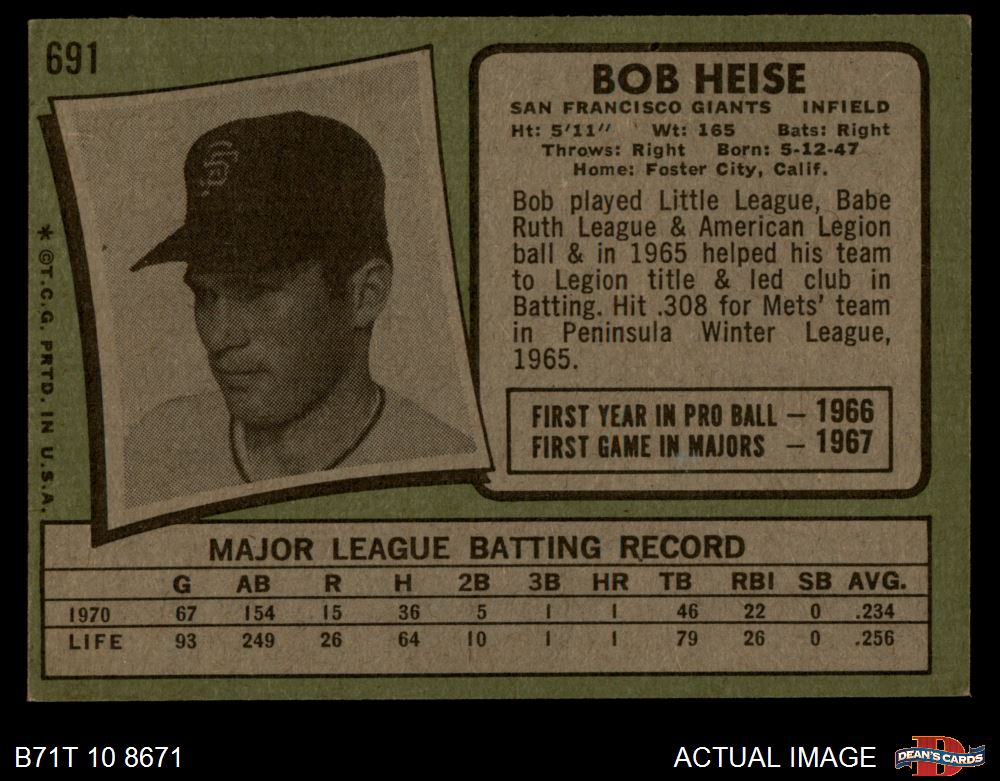 691
BOB HEISE
SAN FRANCISCO GIANTS INFIELD
Ht: 5'11" Wt: 165 Bats: Right
Throws: Right Born: 5-12-47
Home: Foster City, Calif.
Bob played Little League, Babe
Ruth League & American Legion
ball & in 1965 helped his team
to Legion title & led club in
Batting. Hit .308 for Mets' team
in Peninsula Winter League,
1965.
FIRST YEAR IN PRO BALL — 1966
FIRST GAME IN MAJORS — 1967
* ©T.C.G. PRTD. IN U.S.A.
SF
MAJOR LEAGUE BATTING RECORD
G AB R H 2B 3B HR TB RBI SB AVG.
1970 67 154 15 36 5 1 1 46 22 0 .234
LIFE 93 249 26 64 10 1 1 79 26 0 .256
B71T 10 8671
ACTUAL IMAGE
D
DEAN'S CARDS